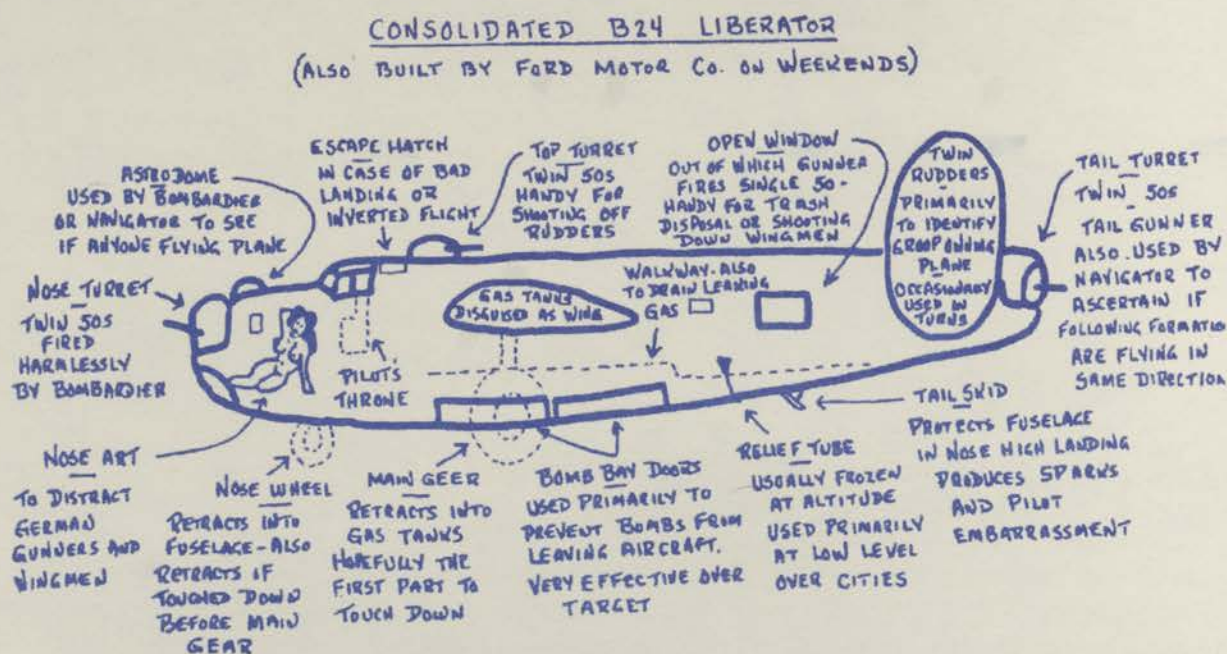 CONSOLIDATED B24 LIBERATOR
(ALSO BUILT BY FORD MOTOR CO. ON WEEKENDS)
NOSE TURRET
TWIN 50S
FIRED
HARMLESSLY
BY BOMBARDIER
ASTRODOME
USED BY BOMBARDIER
OR NAVIGATOR TO SEE
IF ANYONE FLYING PLANE
ESCAPE HATCH
IN CASE OF BAD
LANDING OR
INVERTED FLIGHT
TOP TURRET
TWIN 50S
HANDY FOR
SHOOTING OFF
RUDDERS
OPEN WINDOW
OUT OF WHICH GUNNER
FIRES SINGLE 50-
HANDY FOR TRASH
DISPOSAL OR SHOOTING
DOWN WINGMEN
TWIN
RUDDERS
PRIMARILY
TO IDENTIFY
GROOP OWNING
PLANE
OCCASIONALLY
USED IN
TURNS
TAIL TURRET
TWIN 50S
TAIL GUNNER
ALSO USED BY
NAVIGATOR TO
ASCERTAIN IF
FOLLOWING FORMATION
ARE FLYING IN
SAME DIRECTION
GAS TANKS
DISGUISED AS WING
WALKWAY-ALSO
TO DRAIN LEAKING
GAS
PILOT'S
THRONE
NOSE ART
TO DISTRACT
GERMAN
GUNNERS AND
WINGMEN
NOSE WHEEL
RETRACTS INTO
FUSELAGE-ALSO
RETRACTS IF
TOUCHED DOWN
BEFORE MAIN
GEAR
MAIN GEER
RETRACTS INTO
GAS TANKS
HOPEFULLY THE
FIRST PART TO
TOUCH DOWN
BOMB BAY DOORS
USED PRIMARILY TO
PREVENT BOMBS FROM
LEAVING AIRCRAFT.
VERY EFFECTIVE OVER
TARGET
RELIEF TUBE
USUALLY FROZEN
AT ALTITUDE
USED PRIMARILY
AT LOW LEVEL
OVER CITIES
TAIL SKID
PROTECTS FUSELAGE
IN NOSE HIGH LANDING
PRODUCES SPARKS
AND PILOT
EMBARRASSMENT